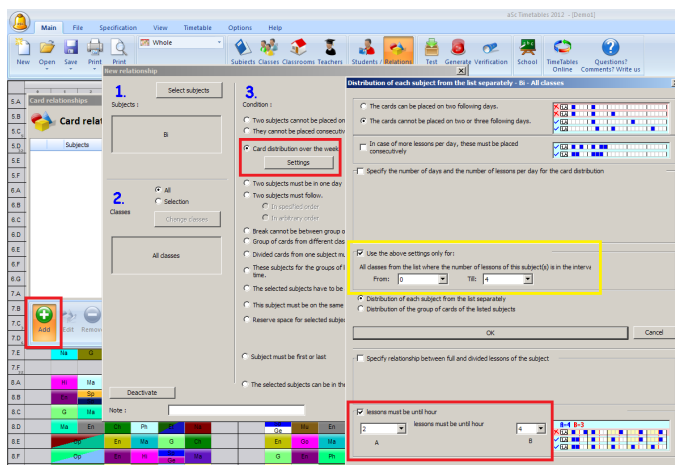 aSc Timetables 2012 - [Demo1]
Main File Specification View Timetable Options Help
Whole
New Open Save Print Print Subjects Classes Classrooms Teachers Students / Relations Test Generate Verification School TimeTables Questions?
Online Comments? Write us
New relationship
Card relationships
Card relat
Subjects
5.A
5.B
5.C
5.D
5.E
5.F
6.A
6.B
6.C
6.D
6.E
6.F
6.G
7.A
7.B
7.C
7.D
7.E
7.F
8.A
8.B
8.C
8.D
8.E
8.F
Add Edit Remov
1.
Subjects :
Select subjects
Bi
2.
Classes
All
Selection
Change classes
All classes
Deactivate
Note :
3.
Condition :
Two subjects cannot be placed on
They cannot be placed consecutiv
Card distribution over the week
Settings
Two subjects must be in one day
Two subjects must follow.
In specified order
In arbitrary order
Break cannot be between group o
Group of cards from different clas
Divided cards from one subject mu
These subjects for the groups of l
time.
The selected subjects have to be
This subject must be on the same
Reserve space for selected subjec
Subject must be first or last
The selected subjects can in the
Distribution of each subject from the list separately - Bi - All classes
The cards can be placed on two following days.
The cards cannot be placed on two or three following days.
In case of more lessons per day, these must be placed
consecutively
Specify the number of days and the number of lessons per day for the card distribution
Use the above settings only for:
All classes from the list where the number of lessons of this subject(s) is in the interva
From: 0 Till: 4
Distribution of each subject from the list separately
Distribution of the group of cards of the listed subjects
OK Cancel
Specify relationship between full and divided lessons of the subject
lessons must be until hour
2 lessons must be until hour 4
A B
A=4 B=3
Na G
Hi Ma
En Sp
G Ma
Ma En Ch Ph Ge Mu En
Op En Ma G Ch En Ge Ma
Op En Hi Ge G En Ph